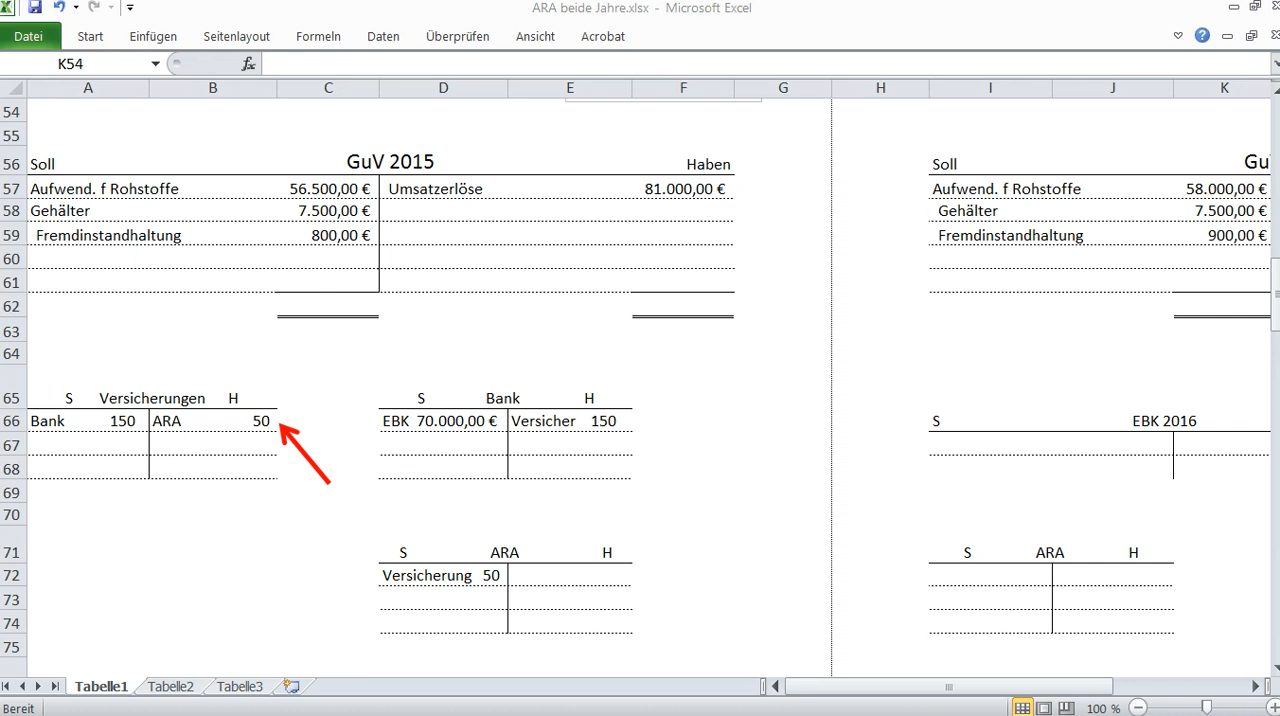 ARA beide Jahre.xlsx - Microsoft Excel
Datei Start Einfügen Seitenlayout Formeln Daten Überprüfen Ansicht Acrobat
K54 fx
A B C D E F G H I J K
54
55
56 Soll GuV 2015 Haben Soll Gu
57 Aufwend. f Rohstoffe 56.500,00 € Umsatzerlöse 81.000,00 € Aufwend. f Rohstoffe 58.000,00 €
58 Gehälter 7.500,00 € Gehälter 7.500,00 €
59 Fremdinstandhaltung 800,00 € Fremdinstandhaltung 900,00 €
60
61
62
63
64
65 S Versicherungen H S Bank H
66 Bank 150 ARA 50 EBK 70.000,00 € Versicher 150 S EBK 2016
67
68
69
70
71 S ARA H S ARA H
72 Versicherung 50
73
74
75
Tabelle1 Tabelle2 Tabelle3
Bereit 100 %